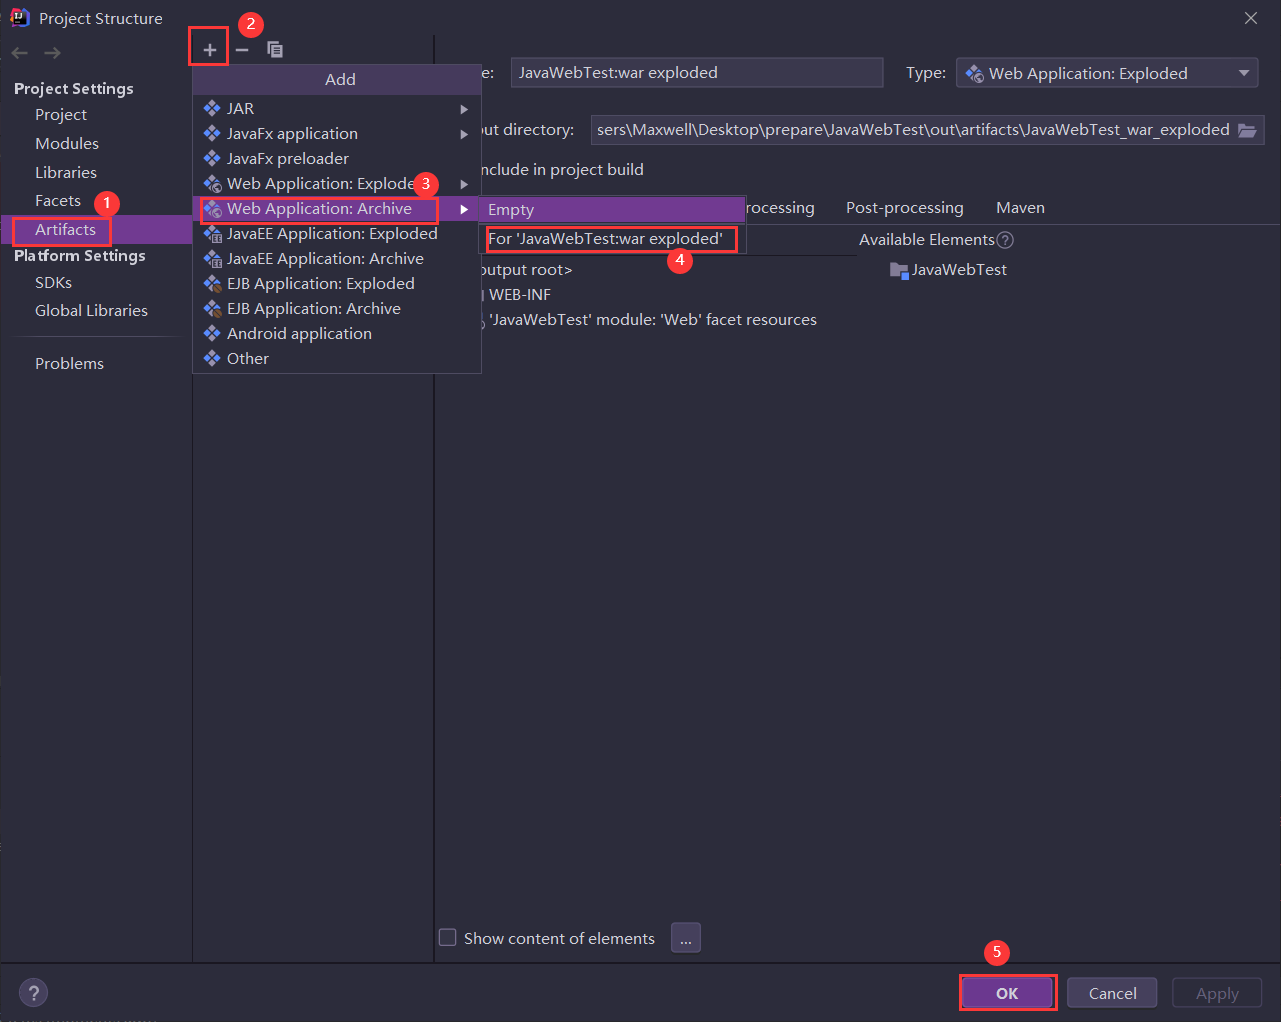 Project Structure
2
+
Add
e:
JavaWebTest:war exploded
Type:
Web Application: Exploded
Project Settings
Project
Modules
Libraries
Facets
1
Artifacts
Platform Settings
SDKs
Global Libraries
Problems
JAR
JavaFx application
JavaFx preloader
Web Application: Explode
3
Web Application: Archive
JavaEE Application: Exploded
JavaEE Application: Archive
EJB Application: Exploded
EJB Application: Archive
Android application
Other
Empty
For 'JavaWebTest:war exploded'
4
out directory:
sers\Maxwell\Desktop\prepare\JavaWebTest\out\artifacts\JavaWebTest_war_exploded
nclude in project build
rocessing
Post-processing
Maven
Available Elements
?
JavaWebTest
output root>
WEB-INF
'JavaWebTest' module: 'Web' facet resources
Show content of elements
...
5
?
OK
Cancel
Apply